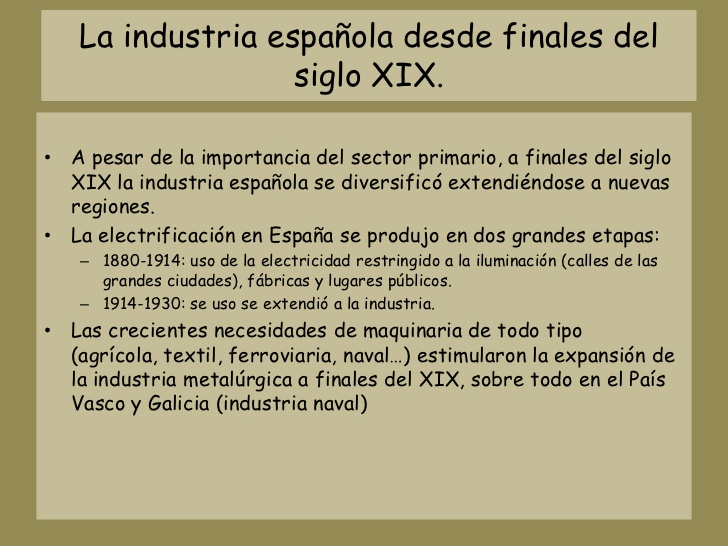 La industria española desde finales del
siglo XIX.
• A pesar de la importancia del sector primario, a finales del siglo
XIX la industria española se diversificó extendiéndose a nuevas
regiones.
• La electrificación en España se produjo en dos grandes etapas:
– 1880-1914: uso de la electricidad restringido a la iluminación (calles de las
grandes ciudades), fábricas y lugares públicos.
– 1914-1930: se uso se extendió a la industria.
• Las crecientes necesidades de maquinaria de todo tipo
(agrícola, textil, ferroviaria, naval…) estimularon la expansión de
la industria metalúrgica a finales del XIX, sobre todo en el País
Vasco y Galicia (industria naval)